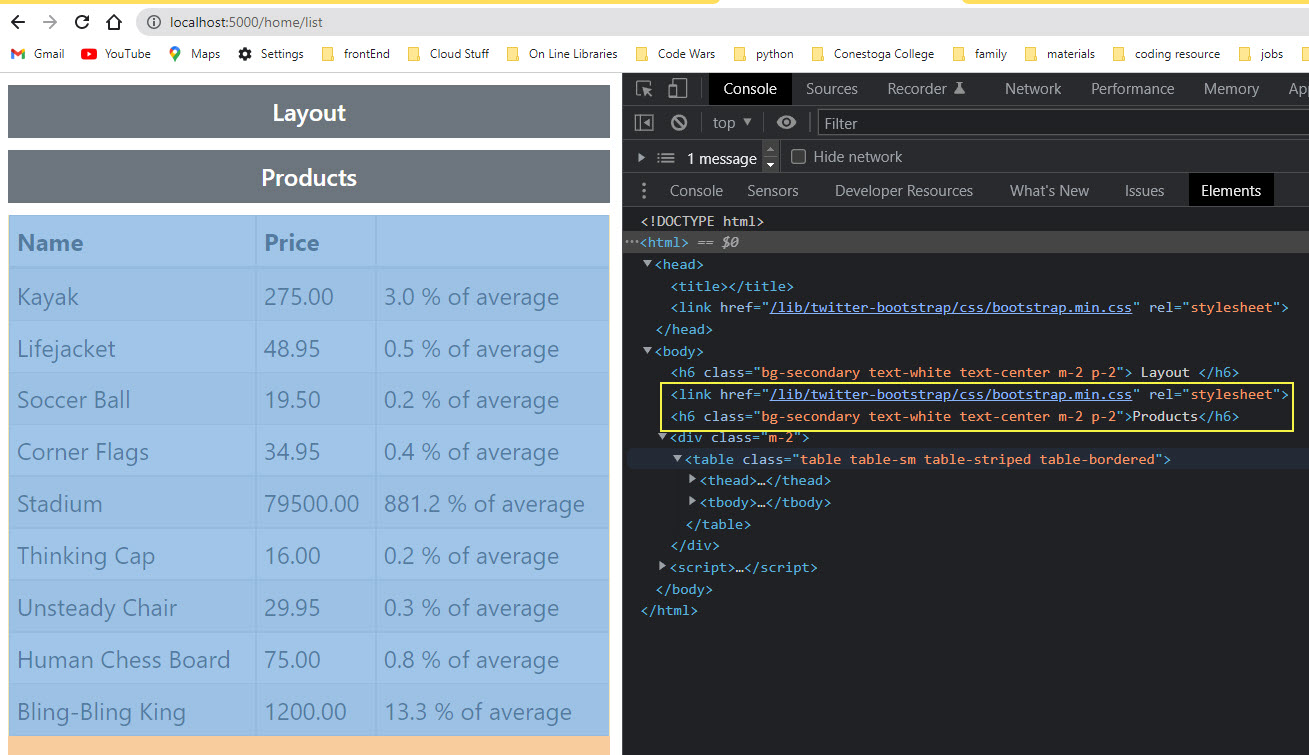 localhost:5000/home/list
Gmail YouTube Maps Settings frontEnd Cloud Stuff On Line Libraries Code Wars python Conestoga College family materials coding resource jobs
Layout
Products
Name Price
Kayak 275.00 3.0 % of average
Lifejacket 48.95 0.5 % of average
Soccer Ball 19.50 0.2 % of average
Corner Flags 34.95 0.4 % of average
Stadium 79500.00 881.2 % of average
Thinking Cap 16.00 0.2 % of average
Unsteady Chair 29.95 0.3 % of average
Human Chess Board 75.00 0.8 % of average
Bling-Bling King 1200.00 13.3 % of average
Console Sources Recorder Network Performance Memory
top Filter
1 message Hide network
Console Sensors Developer Resources What's New Issues Elements
<!DOCTYPE html>
⋯<html> == $0
<head>
<title></title>
<link href="/lib/twitter-bootstrap/css/bootstrap.min.css" rel="stylesheet">
</head>
<body>
<h6 class="bg-secondary text-white text-center m-2 p-2"> Layout </h6>
<link href="/lib/twitter-bootstrap/css/bootstrap.min.css" rel="stylesheet">
<h6 class="bg-secondary text-white text-center m-2 p-2">Products</h6>
<div class="m-2">
<table class="table table-sm table-striped table-bordered">
<thead>…</thead>
<tbody>…</tbody>
</table>
</div>
<script>…</script>
</body>
</html>